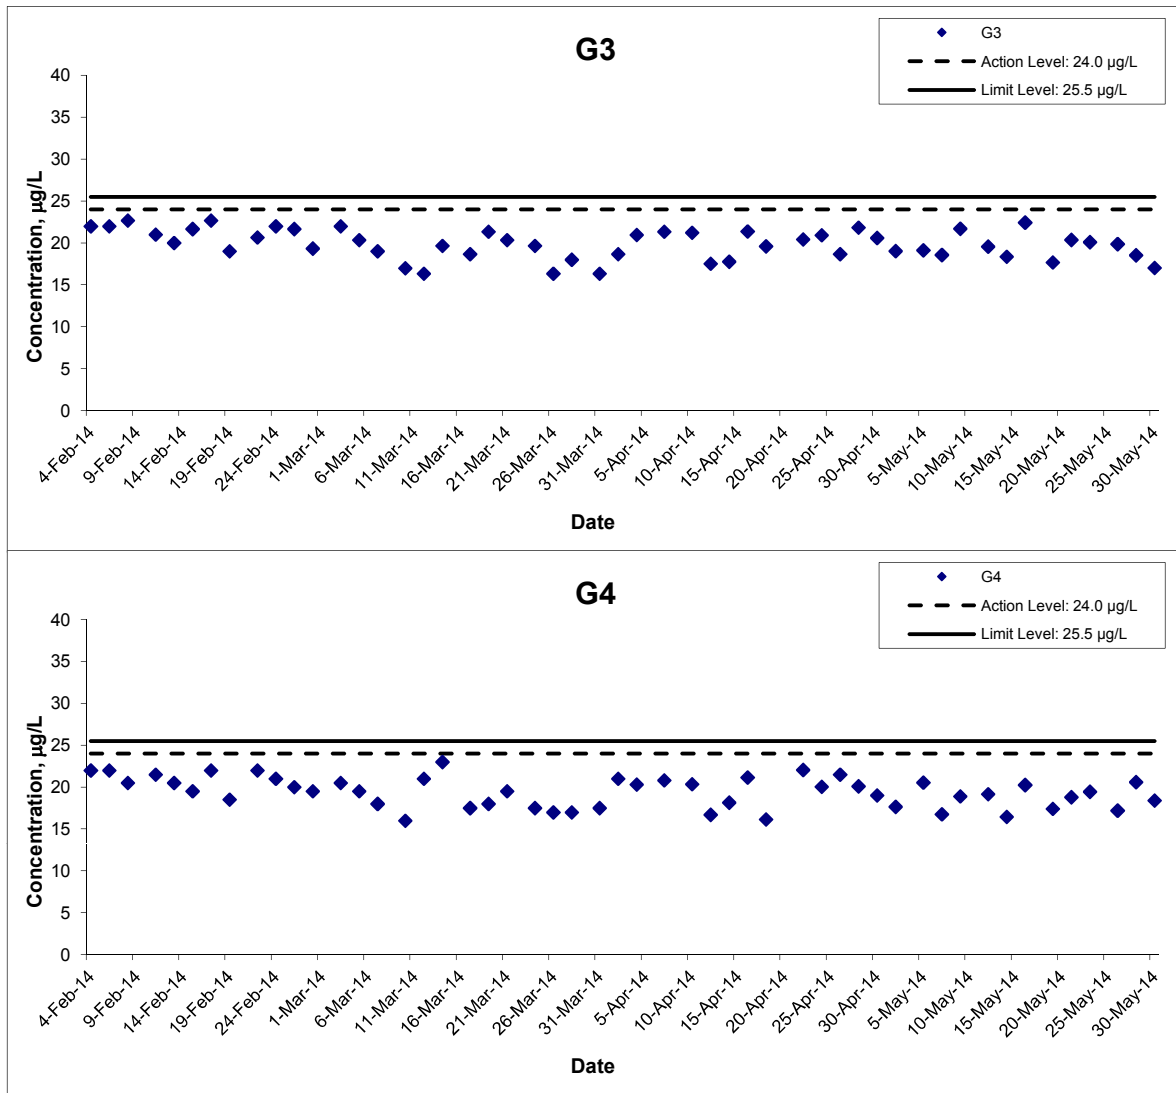 G3
G3
Action Level: 24.0 µg/L
Limit Level: 25.5 µg/L
Concentration, µg/L
40
35
30
25
20
15
10
5
0
4-Feb-14
9-Feb-14
14-Feb-14
19-Feb-14
24-Feb-14
1-Mar-14
6-Mar-14
11-Mar-14
16-Mar-14
21-Mar-14
26-Mar-14
31-Mar-14
5-Apr-14
10-Apr-14
15-Apr-14
20-Apr-14
25-Apr-14
30-Apr-14
5-May-14
10-May-14
15-May-14
20-May-14
25-May-14
30-May-14
Date
G4
G4
Action Level: 24.0 µg/L
Limit Level: 25.5 µg/L
Concentration, µg/L
40
35
30
25
20
15
10
5
0
4-Feb-14
9-Feb-14
14-Feb-14
19-Feb-14
24-Feb-14
1-Mar-14
6-Mar-14
11-Mar-14
16-Mar-14
21-Mar-14
26-Mar-14
31-Mar-14
5-Apr-14
10-Apr-14
15-Apr-14
20-Apr-14
25-Apr-14
30-Apr-14
5-May-14
10-May-14
15-May-14
20-May-14
25-May-14
30-May-14
Date